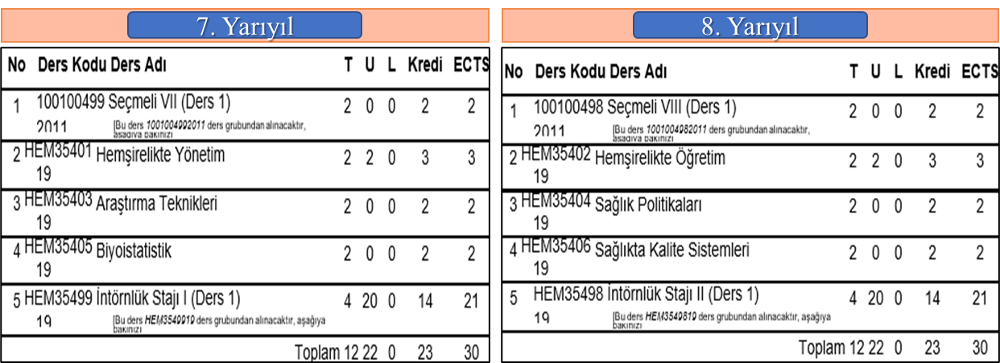 7. Yarıyıl
No Ders Kodu Ders Adı T U L Kredi ECTS
1 100100499 Seçmeli VII (Ders 1) 2 0 0 2 2
2011 [Bu ders 1001004992011 ders grubundan alınacaktır,
aşağıya bakınız]
2 HEM35401 Hemşirelikte Yönetim 2 2 0 3 3
19
3 HEM35403 Araştırma Teknikleri 2 0 0 2 2
19
4 HEM35405 Biyoistatistik 2 0 0 2 2
19
5 HEM35499 İntörnlük Stajı I (Ders 1) 4 20 0 14 21
19 [Bu ders HEM3549919 ders grubundan alınacaktır, aşağıya
bakınız]
Toplam 12 22 0 23 30
8. Yarıyıl
No Ders Kodu Ders Adı T U L Kredi ECTS
1 100100498 Seçmeli VIII (Ders 1) 2 0 0 2 2
2011 [Bu ders 1001004982011 ders grubundan alınacaktır,
aşağıya bakınız]
2 HEM35402 Hemşirelikte Öğretim 2 2 0 3 3
19
3 HEM35404 Sağlık Politikaları 2 0 0 2 2
19
4 HEM35406 Sağlıkta Kalite Sistemleri 2 0 0 2 2
19
5 HEM35498 İntörnlük Stajı II (Ders 1) 4 20 0 14 21
19 [Bu ders HEM3549819 ders grubundan alınacaktır, aşağıya
bakınız]
Toplam 12 22 0 23 30